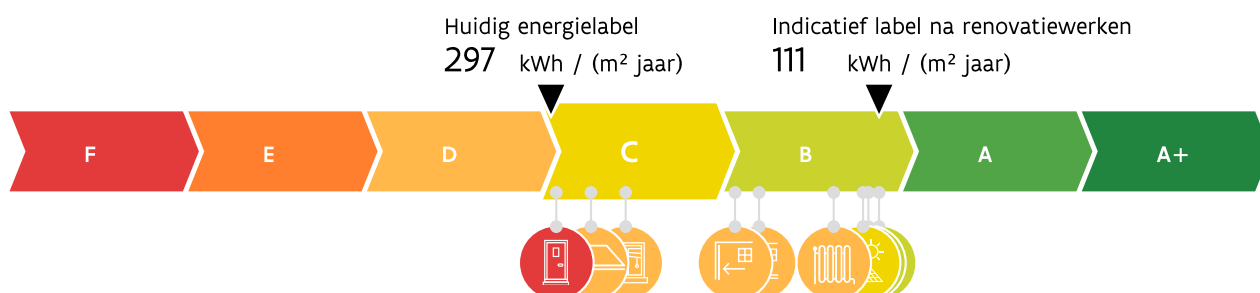 Huidig energielabel
297 kWh / (m² jaar)
Indicatief label na renovatiewerken
111 kWh / (m² jaar)
F E D C B A A+